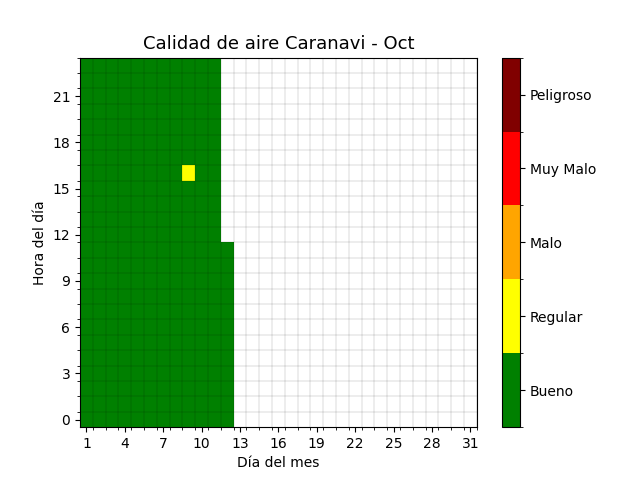 Calidad de aire Caranavi - Oct
Hora del día
21
18
15
12
9
6
3
0
1 4 7 10 13 16 19 22 25 28 31
Día del mes
Peligroso
Muy Malo
Malo
Regular
Bueno